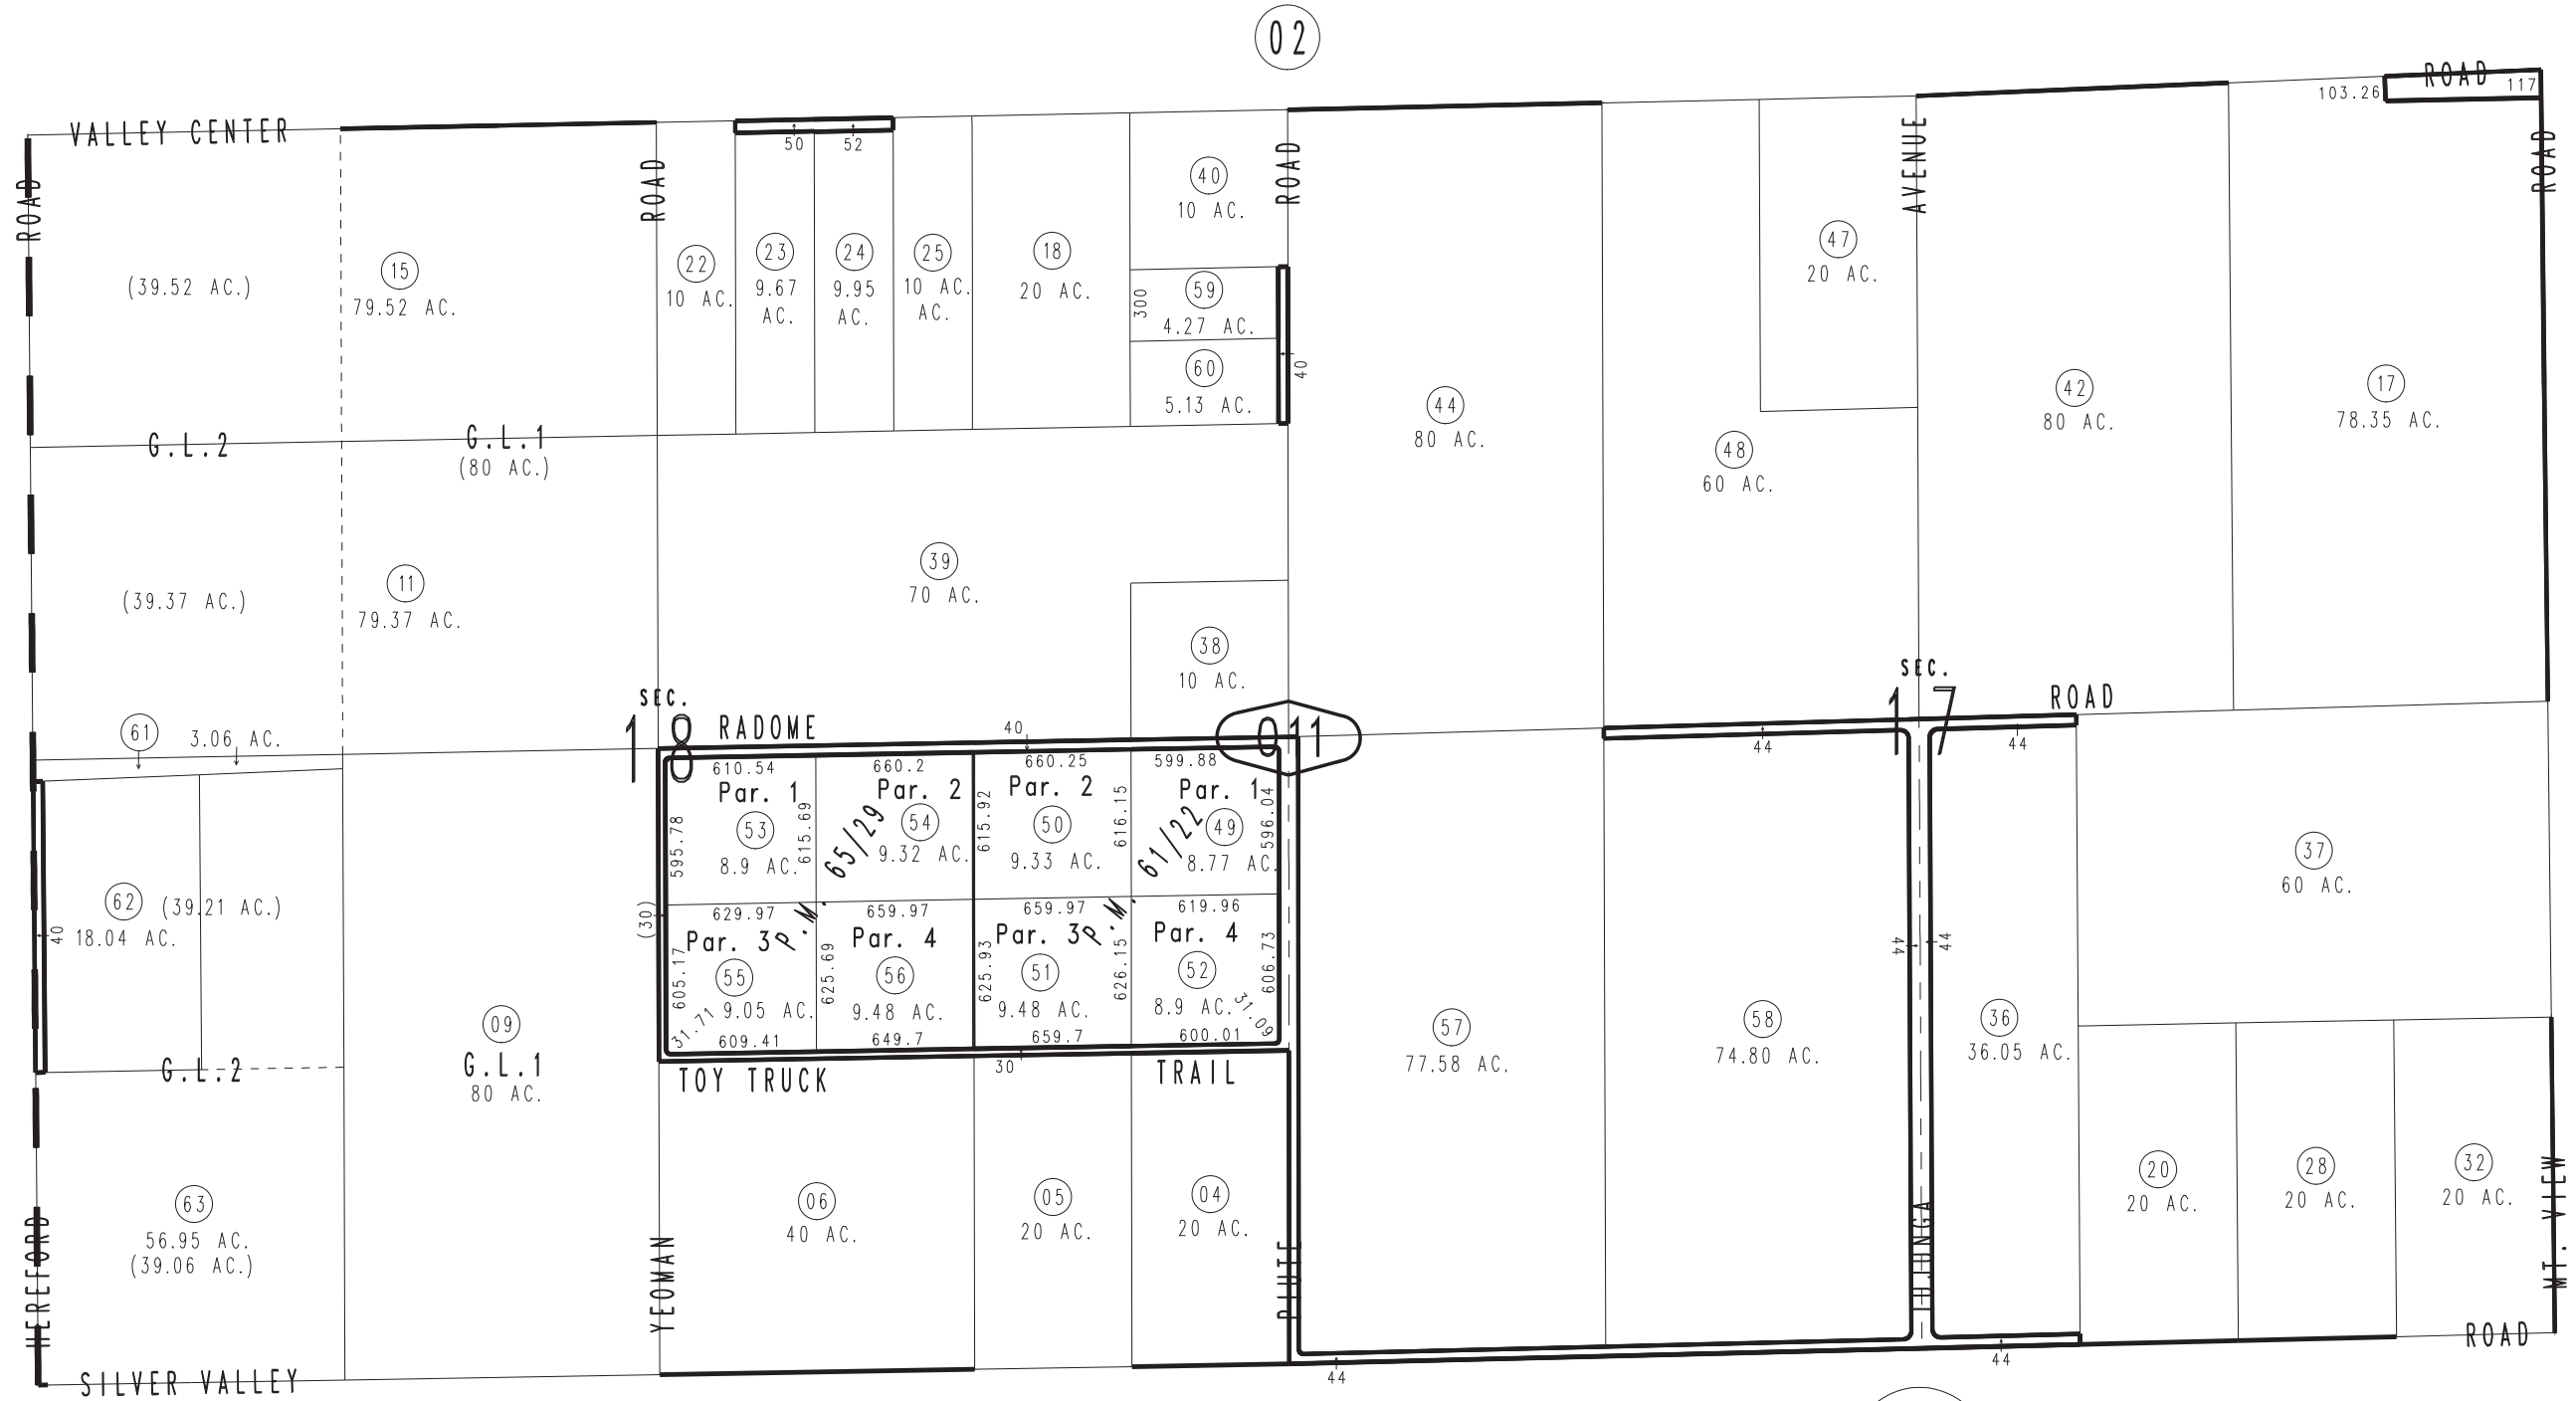 02
ROAD
103.26
117
VALLEY CENTER
50
52
ROAD
ROAD
ROAD
AVENUE
ROAD
40
10 AC.
47
20 AC.
15
79.52 AC.
(39.52 AC.)
22
10 AC.
23
9.67
AC.
24
9.95
AC.
25
10 AC.
AC.
18
20 AC.
59
300
4.27 AC.
60
5.13 AC.
40
44
80 AC.
48
60 AC.
42
80 AC.
17
78.35 AC.
G.L.2
G.L.1
(80 AC.)
(39.37 AC.)
11
79.37 AC.
39
70 AC.
38
10 AC.
SEC.
18
SEC.
17
ROAD
61
3.06 AC.
RADOME
40
011
44
44
610.54
660.2
660.25
599.88
Par. 1
Par. 2
Par. 2
Par. 1
595.78
53
615.69
65/29
54
615.92
50
616.15
61/22
49
596.04
8.9 AC.
9.32 AC.
9.33 AC.
8.77 AC.
37
60 AC.
62
(39.21 AC.)
18.04 AC.
40
(30)
629.97
P.M.
659.97
659.97
P.M.
619.96
Par. 3
Par. 4
Par. 3
Par. 4
605.17
55
625.69
56
625.93
51
626.15
52
606.73
9.05 AC.
9.48 AC.
9.48 AC.
8.9 AC.
31.71
609.41
649.7
659.7
600.01
31.09
44
44
09
G.L.1
80 AC.
57
77.58 AC.
58
74.80 AC.
36
36.05 AC.
G.L.2
TOY TRUCK
30
TRAIL
63
56.95 AC.
(39.06 AC.)
06
40 AC.
05
20 AC.
04
20 AC.
20
20 AC.
28
20 AC.
32
20 AC.
HEREFORD
YEOMAN
PIUTE
TUJUNGA
MT. VIEW
SILVER VALLEY
44
44
ROAD